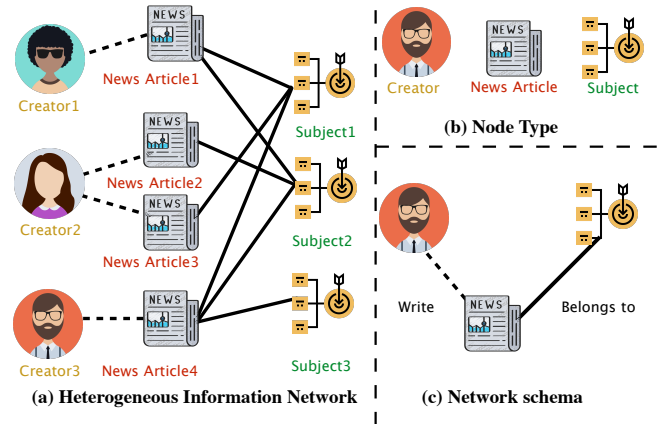 NEWS
News Article1
Creator1
Subject1
NEWS
News Article2
Creator2
NEWS
News Article3
Subject2
NEWS
Creator3
News Article4
Subject3
(a) Heterogeneous Information Network
NEWS
Creator
News Article
Subject
(b) Node Type
Write
NEWS
Belongs to
(c) Network schema